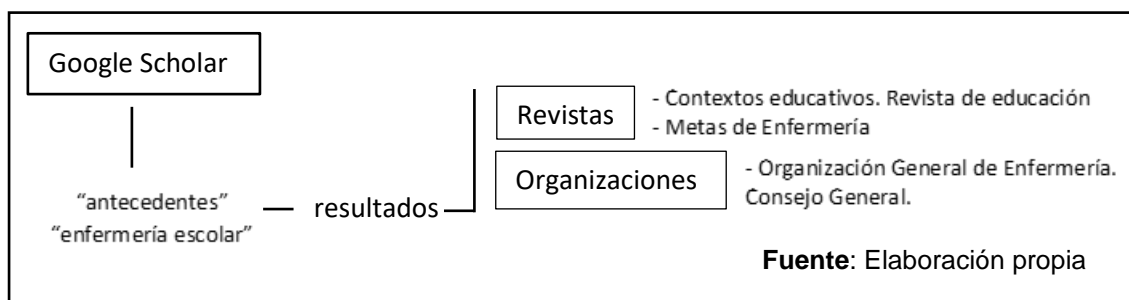 Google Scholar
"antecedentes"
"enfermería escolar"
resultados
Revistas
- Contextos educativos. Revista de educación
- Metas de Enfermería
Organizaciones
- Organización General de Enfermería.
Consejo General.
Fuente: Elaboración propia